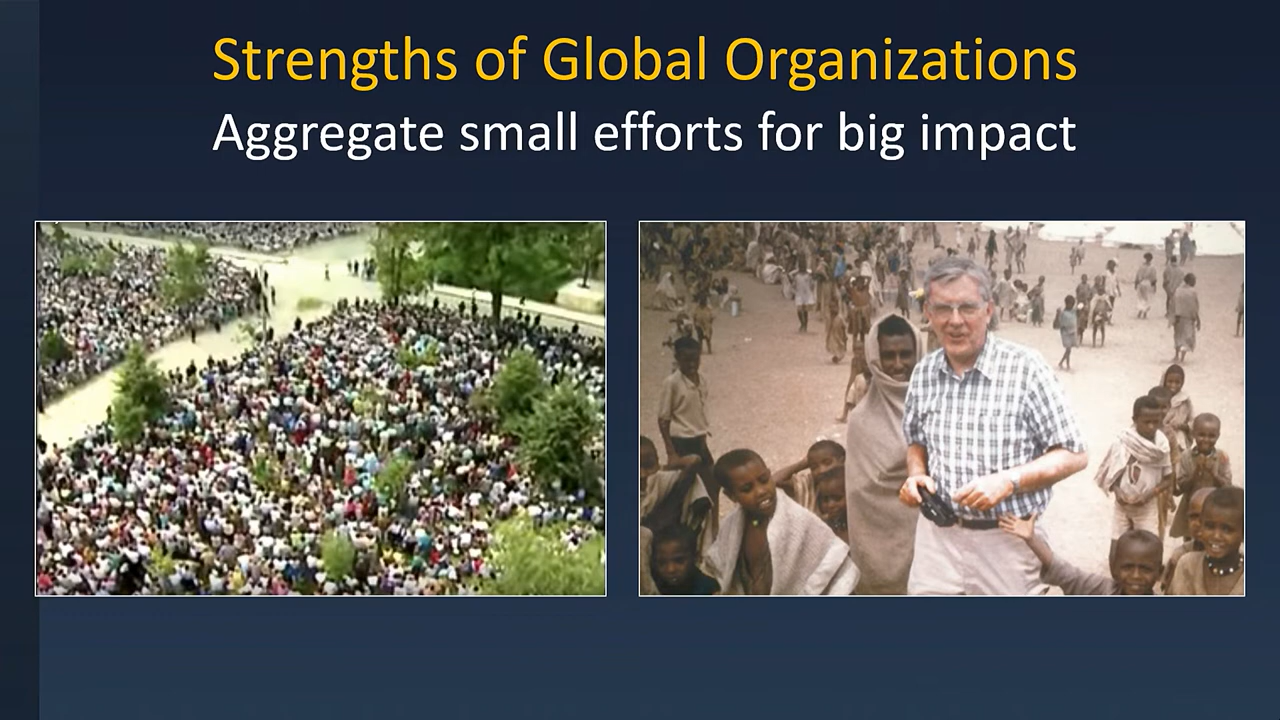 Strengths of Global Organizations
Aggregate small efforts for big impact